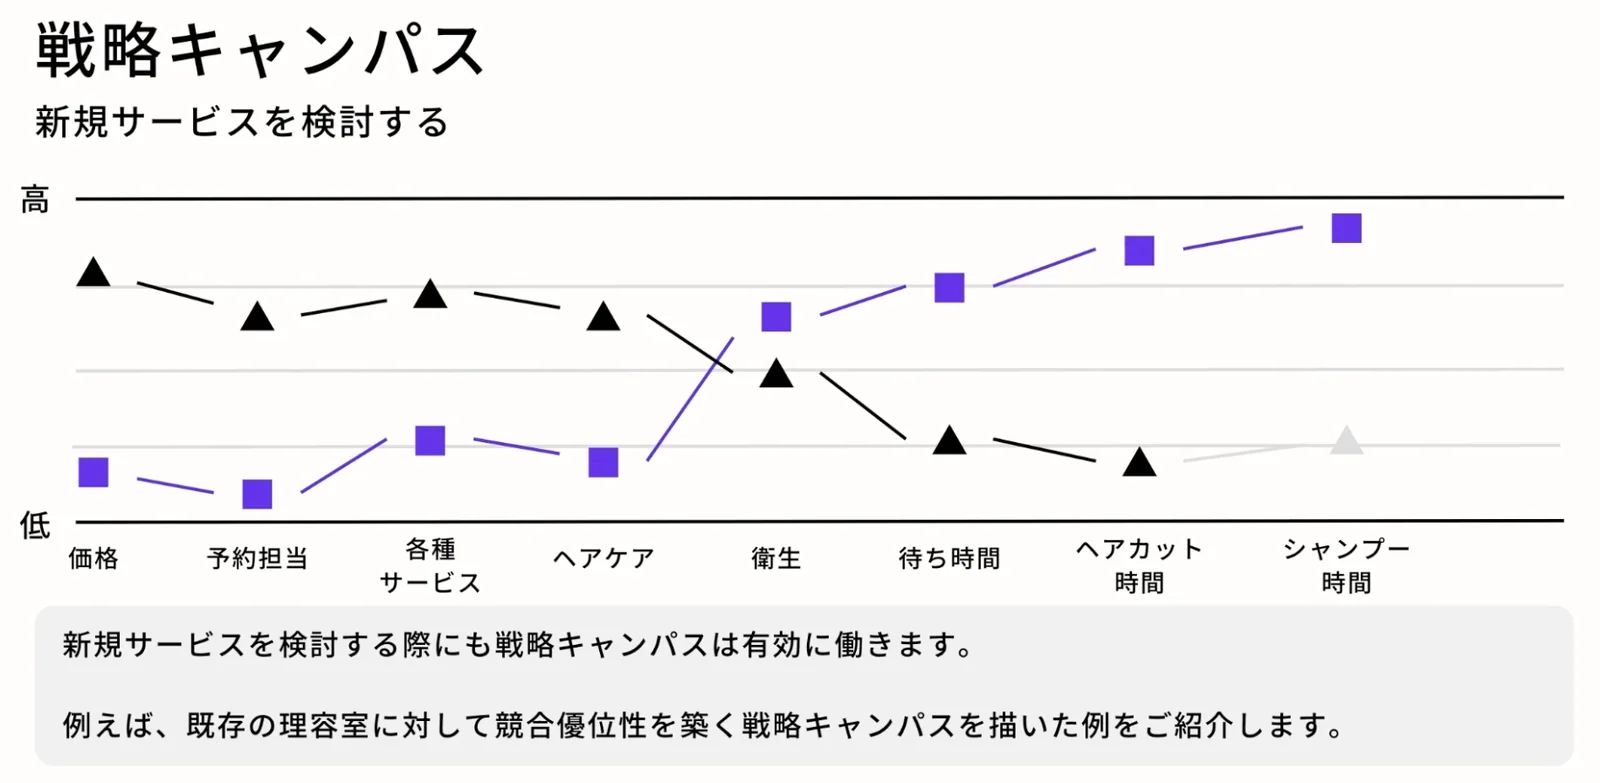 戦略キャンパス
新規サービスを検討する
高
低
価格
予約担当
各種
サービス
ヘアケア
衛生
待ち時間
ヘアカット
時間
シャンプー
時間
新規サービスを検討する際にも戦略キャンパスは有効に働きます。
例えば、既存の理容室に対して競合優位性を築く戦略キャンパスを描いた例をご紹介します。